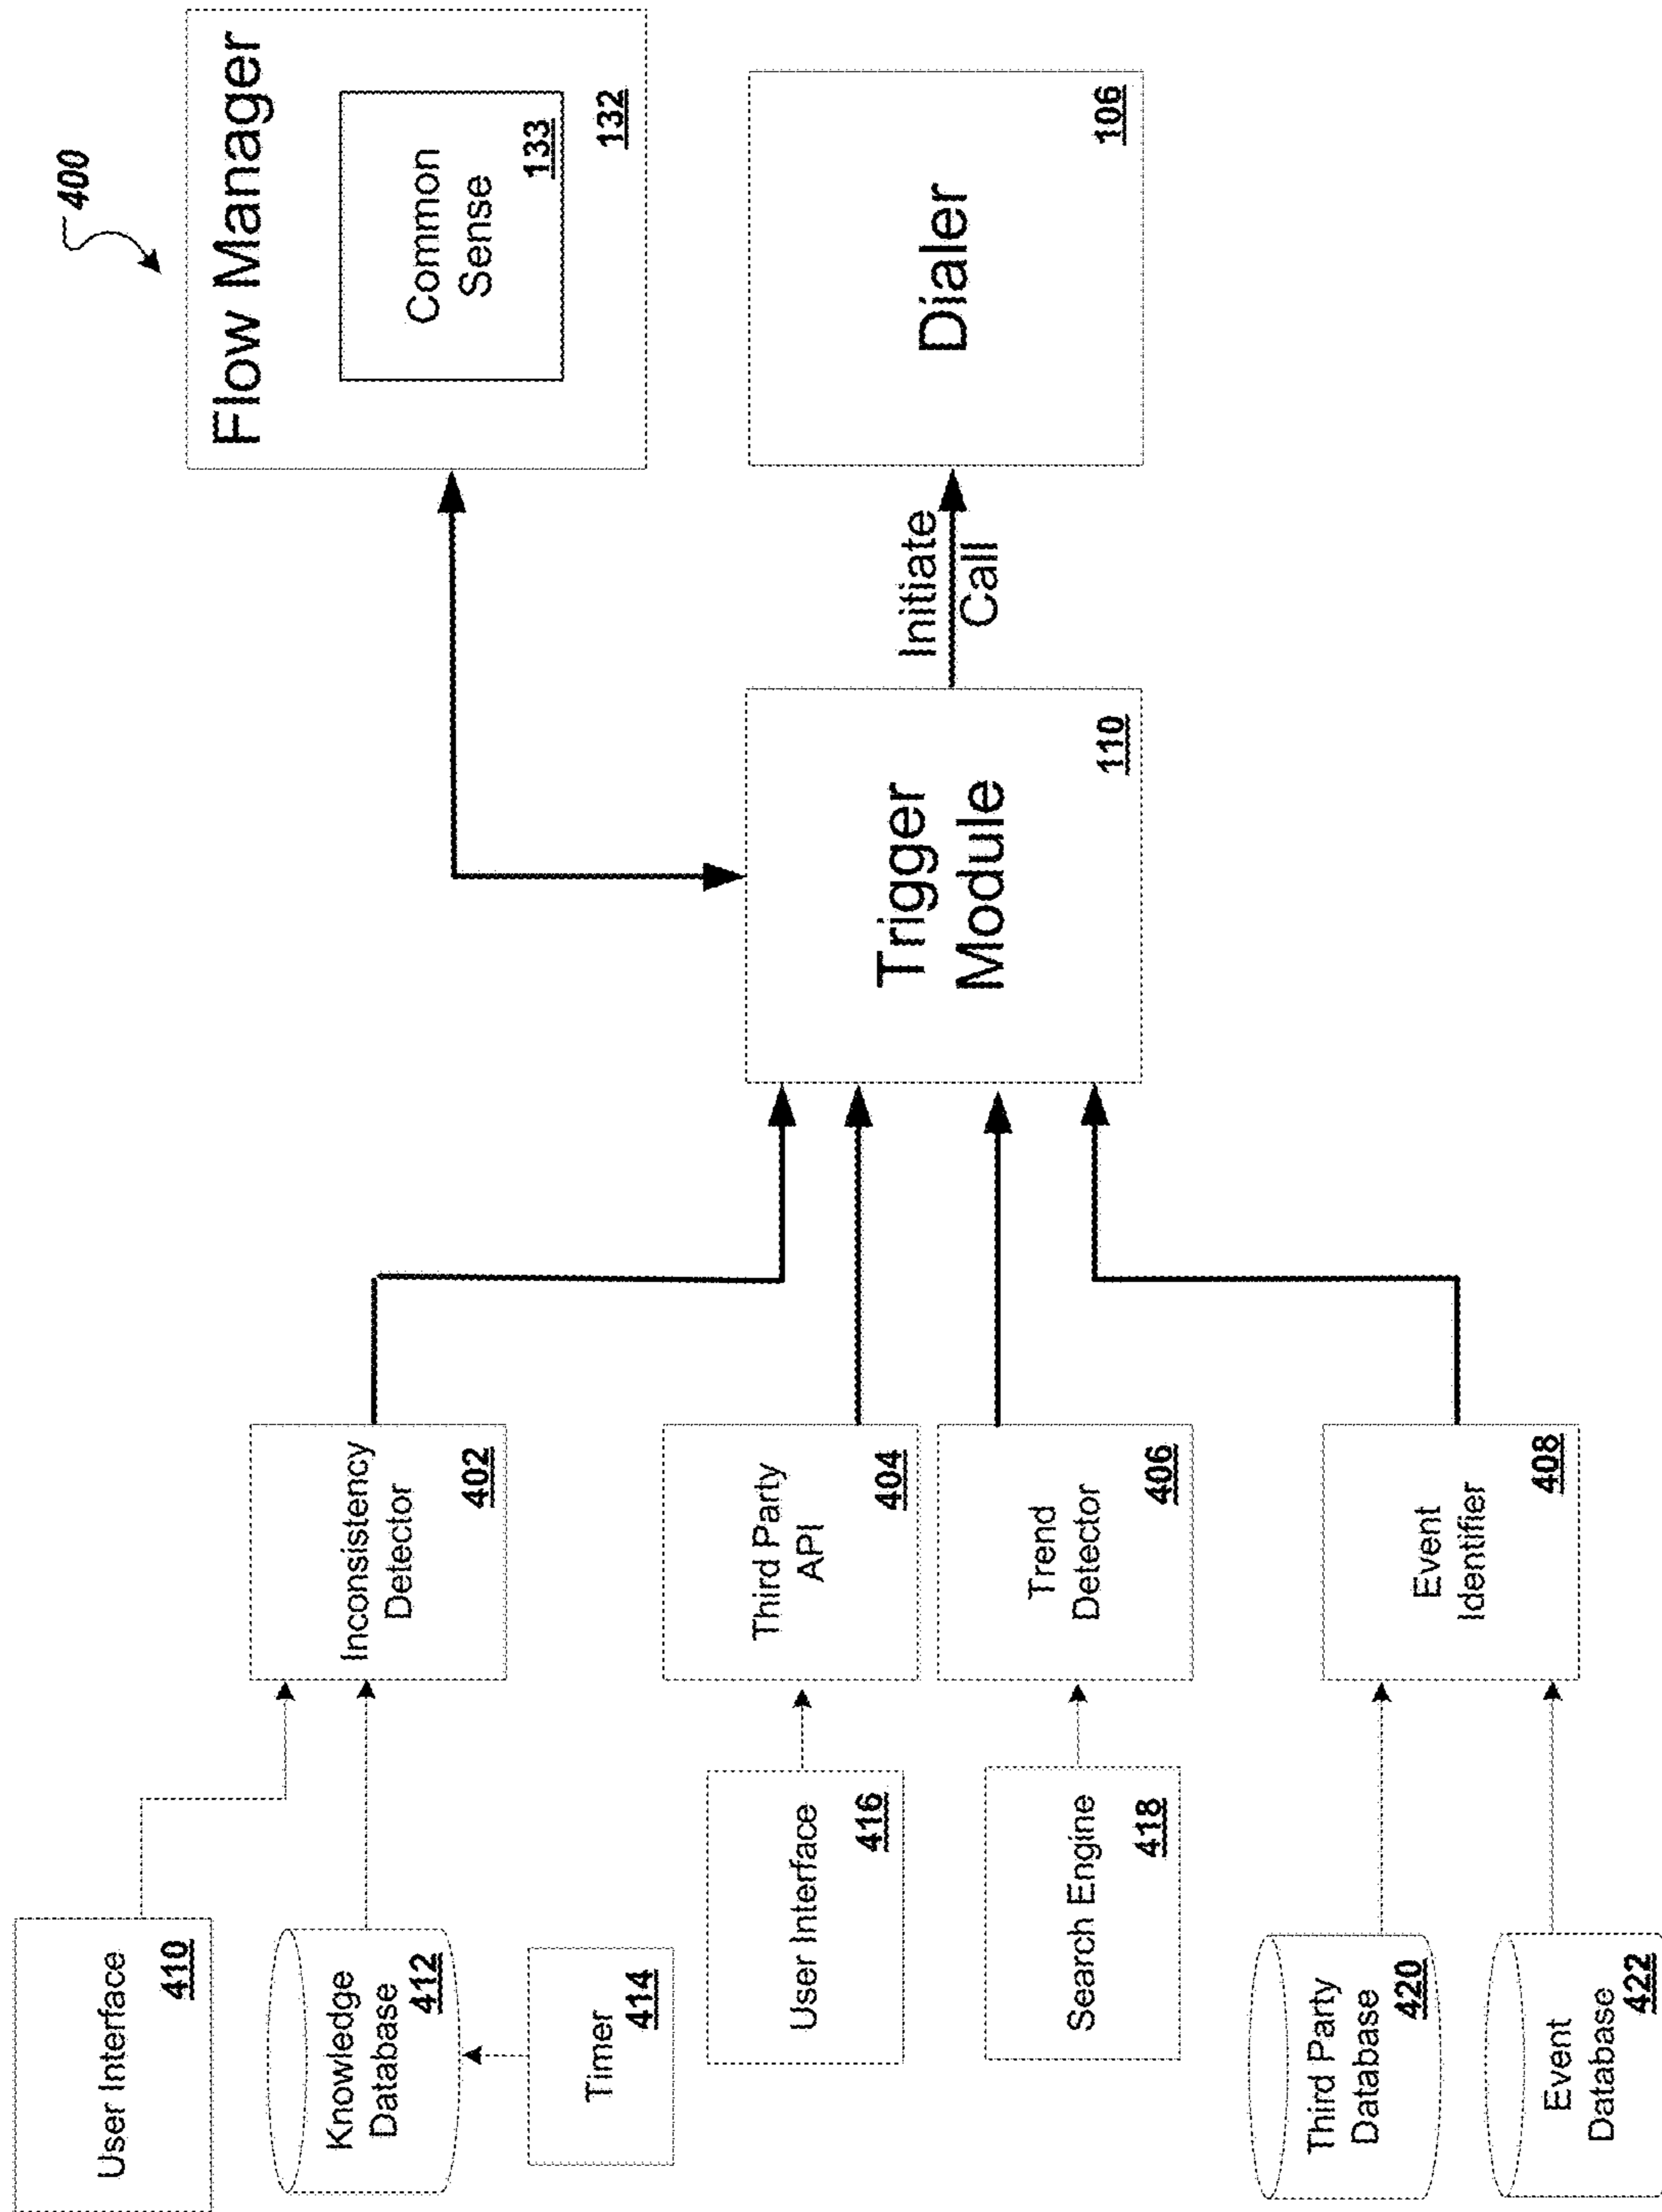 400
User Interface
410
Knowledge
Database
412
Timer
414
User Interface
416
Search Engine
418
Third Party
Database
420
Event
Database
422
Inconsistency
Detector
402
Third Party
API
404
Trend
Detector
406
Event
Identifier
408
Trigger
Module
110
Initiate
Call
Flow Manager
Common
Sense
133
132
Dialer
106